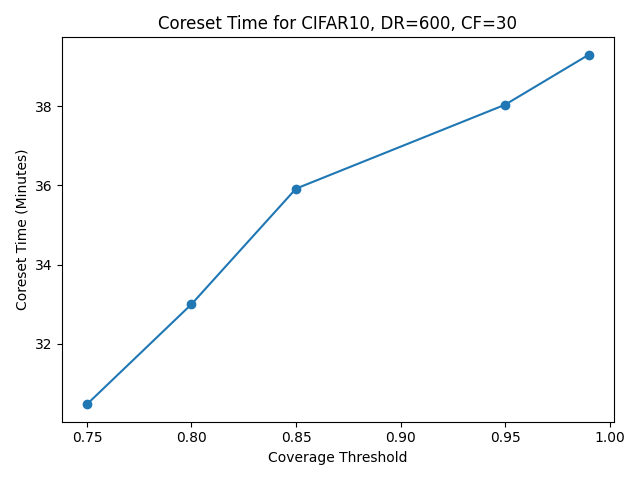 Coreset Time for CIFAR10, DR=600, CF=30
Coreset Time (Minutes)
38
36
34
32
0.75 0.80 0.85 0.90 0.95 1.00
Coverage Threshold